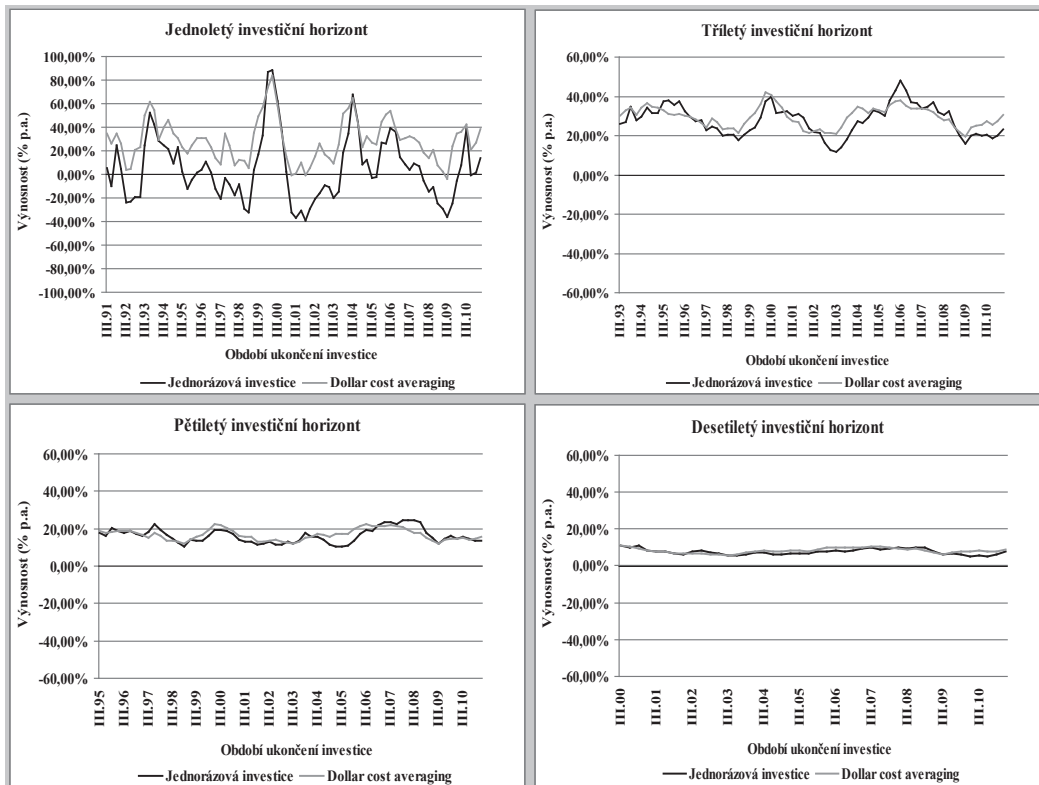 Jednoletý investiční horizont
Výnosnost (% p.a.)
100,00%
80,00%
60,00%
40,00%
20,00%
0,00%
-20,00%
-40,00%
-60,00%
-80,00%
-100,00%
III.91
III.92
III.93
III.94
III.95
III.96
III.97
III.98
III.99
III.00
III.01
III.02
III.03
III.04
III.05
III.06
III.07
III.08
III.09
III.10
Období ukončení investice
Jednorázová investice
Dollar cost averaging
Tříletý investiční horizont
Výnosnost (% p.a.)
60,00%
40,00%
20,00%
0,00%
-20,00%
-40,00%
-60,00%
III.93
III.94
III.95
III.96
III.97
III.98
III.99
III.00
III.01
III.02
III.03
III.04
III.05
III.06
III.07
III.08
III.09
III.10
Období ukončení investice
Jednorázová investice
Dollar cost averaging
Pětiletý investiční horizont
Výnosnost (% p.a.)
60,00%
40,00%
20,00%
0,00%
-20,00%
-40,00%
-60,00%
III.95
III.96
III.97
III.98
III.99
III.00
III.01
III.02
III.03
III.04
III.05
III.06
III.07
III.08
III.09
III.10
Období ukončení investice
Jednorázová investice
Dollar cost averaging
Desetiletý investiční horizont
Výnosnost (% p.a.)
60,00%
40,00%
20,00%
0,00%
-20,00%
-40,00%
-60,00%
III.00
III.01
III.02
III.03
III.04
III.05
III.06
III.07
III.08
III.09
III.10
Období ukončení investice
Jednorázová investice
Dollar cost averaging